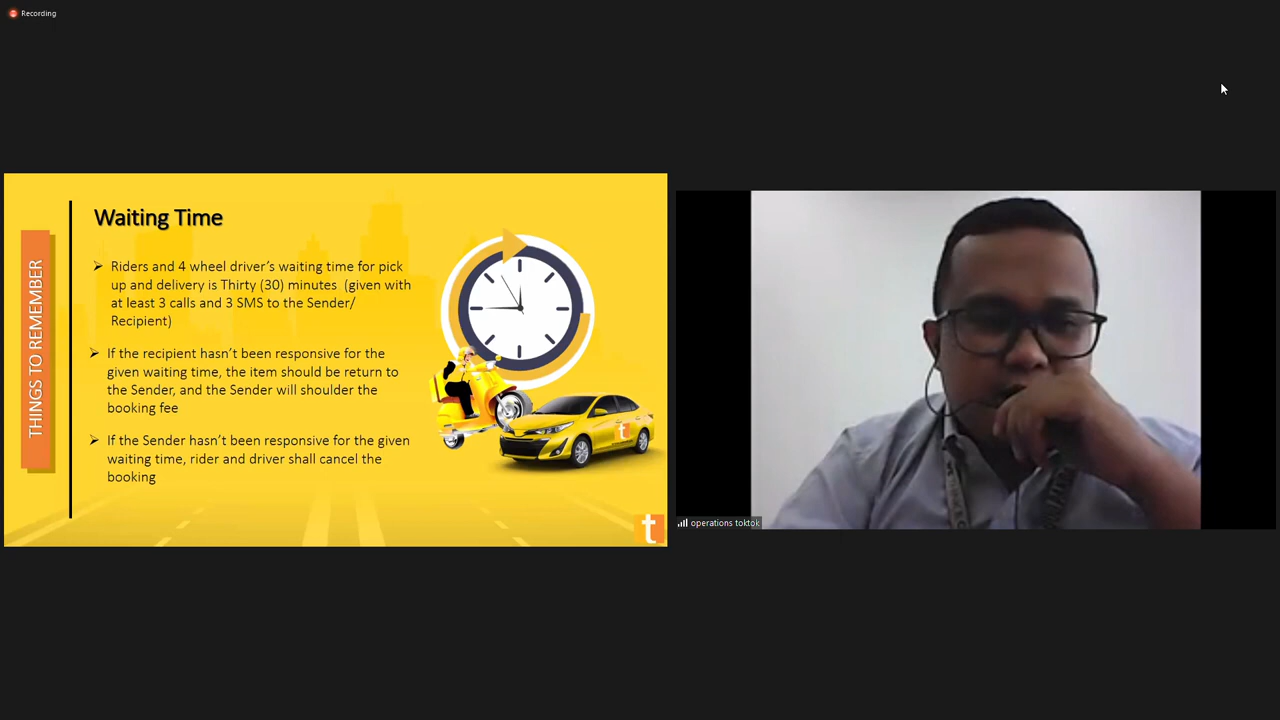 Recording
THINGS TO REMEMBER
Waiting Time
Riders and 4 wheel driver's waiting time for pick
up and delivery is Thirty (30) minutes (given with
at least 3 calls and 3 SMS to the Sender/
Recipient)
If the recipient hasn't been responsive for the
given waiting time, the item should be return to
the Sender, and the Sender will shoulder the
booking fee
If the Sender hasn't been responsive for the given
waiting time, rider and driver shall cancel the
booking
t
t
operations toktok